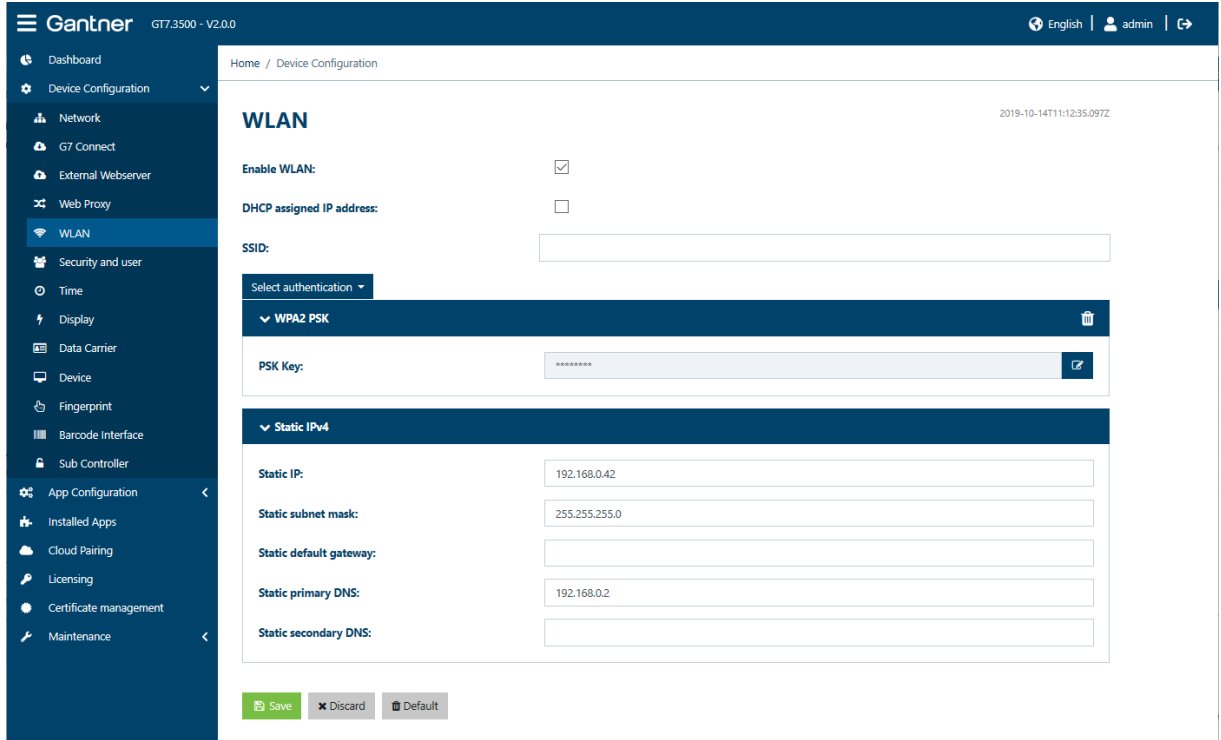 Gantner GT7.3500 - V2.0.0
English
admin
Dashboard
Device Configuration
Network
G7 Connect
External Webserver
Web Proxy
WLAN
Security and user
Time
Display
Data Carrier
Device
Fingerprint
Barcode Interface
Sub Controller
App Configuration
Installed Apps
Cloud Pairing
Licensing
Certificate management
Maintenance
Home / Device Configuration
WLAN
2019-10-14T11:12:35.097Z
Enable WLAN:
DHCP assigned IP address:
SSID:
Select authentication
WPA2 PSK
PSK Key: ********
Static IPv4
Static IP: 192.168.0.42
Static subnet mask: 255.255.255.0
Static default gateway:
Static primary DNS: 192.168.0.2
Static secondary DNS:
Save
Discard
Default